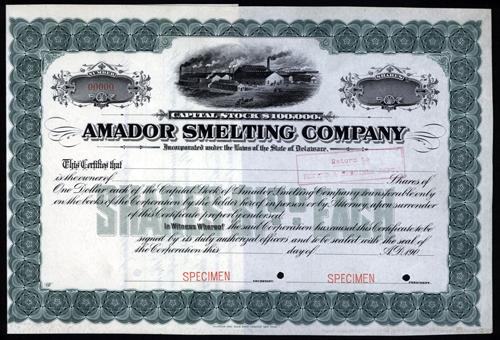 NUMBER
00000
SHARES
CAPITAL STOCK $100,000.
AMADOR SMELTING COMPANY
Incorporated under the Laws of the State of Delaware.
Return to
This Certifies that
is the owner of Shares of
One Dollar each of the Capital Stock of Amador Smelting Company transferable only
on the books of the Corporation by the holder hereof in person or by Attorney, upon surrender
of this Certificate properly endorsed.
SHARES $1 EACH
In Witness Whereof, the said Corporation has caused this Certificate to be
signed by its duly authorized officers and to be sealed with the seal of
the Corporation this day of A.D. 190
SPECIMEN SPECIMEN
SECRETARY. PRESIDENT.